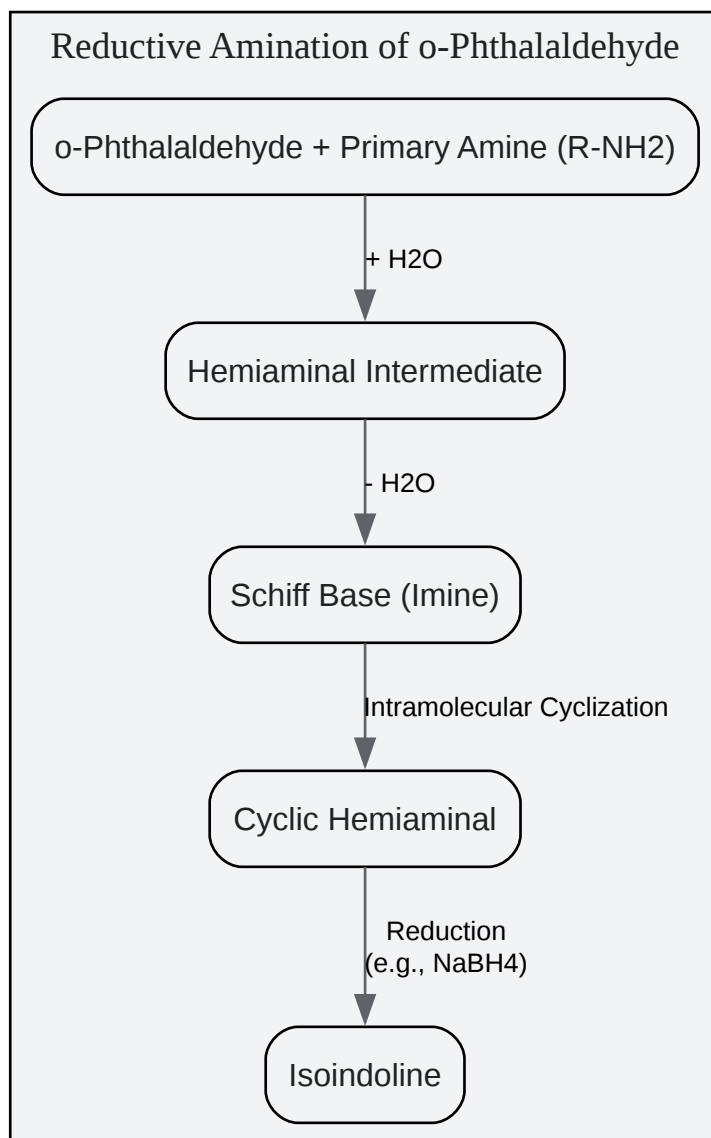 Reductive Amination of o-Phthalaldehyde
o-Phthalaldehyde + Primary Amine (R-NH2)
+ H2O
Hemiaminal Intermediate
- H2O
Schiff Base (Imine)
Intramolecular Cyclization
Cyclic Hemiaminal
Reduction
(e.g., NaBH4)
Isoindoline